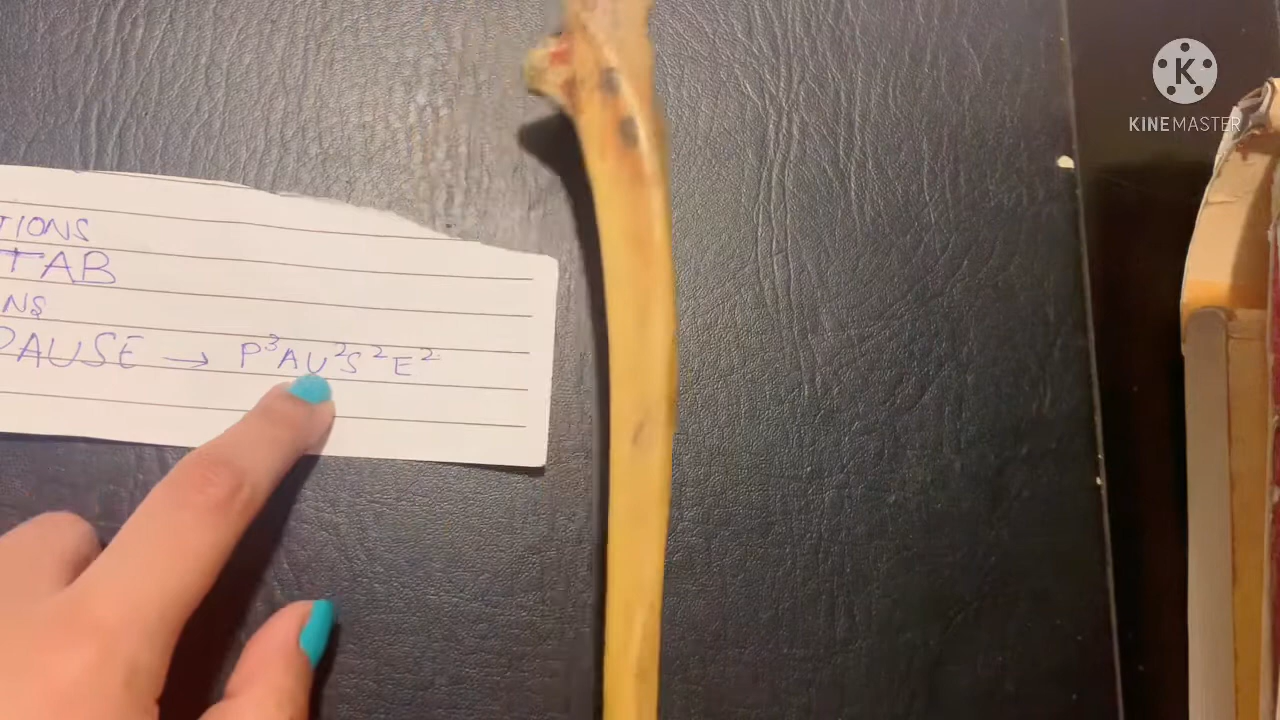 TIONS
TAB
NS
PAUSE → P³AU²S²E²
KINEMASTER